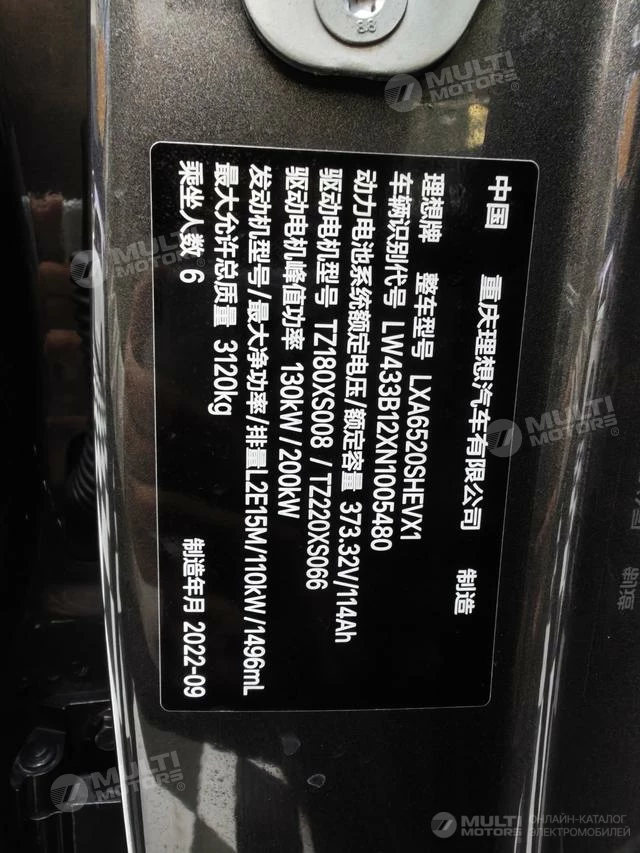 中国 重庆理想汽车有限公司 制造
理想牌 整车型号 LXA6520SHEVX1
车辆识别代号 LW433B12XN1005480
动力电池系统额定电压/额定容量 373.32V/114Ah
驱动电机型号 TZ180XS008 / TZ220XS066
驱动电机峰值功率 130kW/200kW
发动机型号/最大净功率/排量L2E15M/110kW/1496mL
最大允许总质量 3120kg
乘坐人数 6 制造年月 2022-09
88
制造
MULTI MOTORS®
MULTI MOTORS®
MULTI MOTORS®
MULTI MOTORS®
MULTI MOTORS ОНЛАЙН-КАТАЛОГ
ЭЛЕКТРОМОБИЛЕЙ